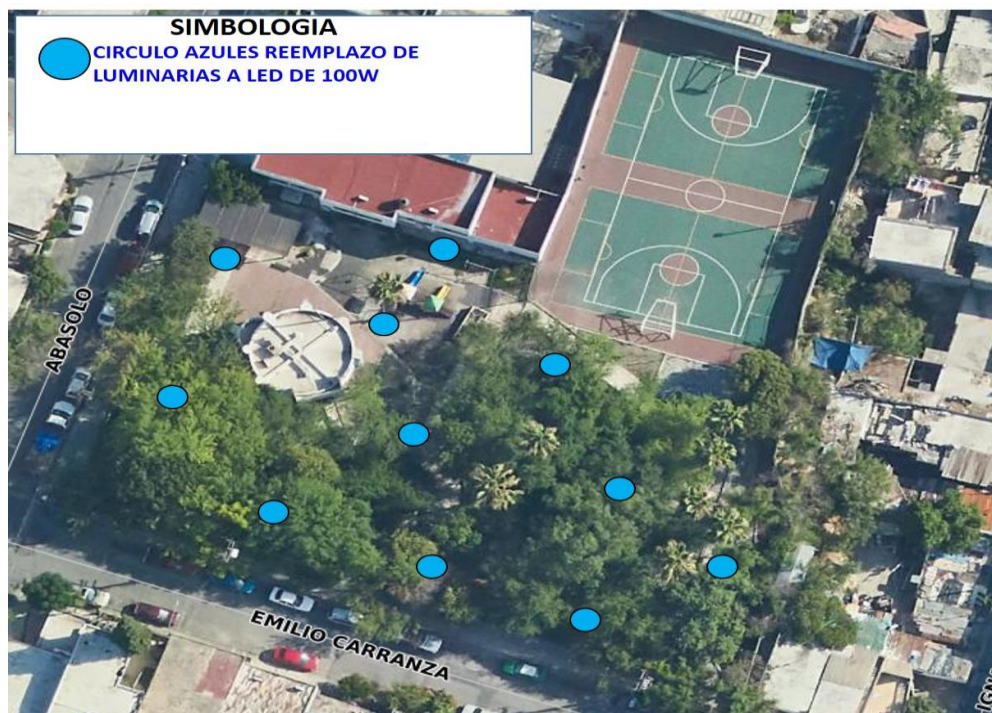 SIMBOLOGIA
CIRCULO AZULES REEMPLAZO DE
LUMINARIAS A LED DE 100W
ABASOLO
EMILIO CARRANZA